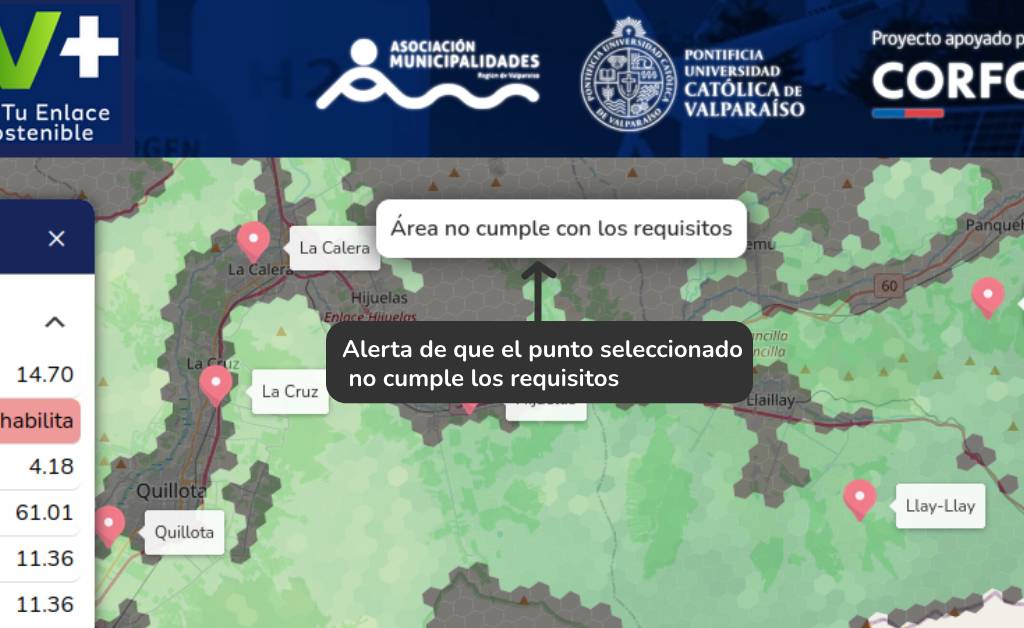 V+
Tu Enlace
ostenible
ASOCIACIÓN
MUNICIPALIDADES
Región de Valparaíso
PONTIFICIA UNIVERSIDAD CATÓLICA
DE VALPARAÍSO
PONTIFICIA
UNIVERSIDAD
CATÓLICA DE
VALPARAÍSO
Proyecto apoyado p
CORFO
H2
Área no cumple con los requisitos
Panqueh
emu
La Calera
La Calera
60
Hijuelas
Enlace Hijuelas
14.70
Alerta de que el punto seleccionado
no cumple los requisitos
ancilla
ncilla
La Cruz
La Cruz
Hijuelas
Llaillay
habilita
4.18
Quillota
Llay-Llay
61.01
Quillota
11.36
11.36